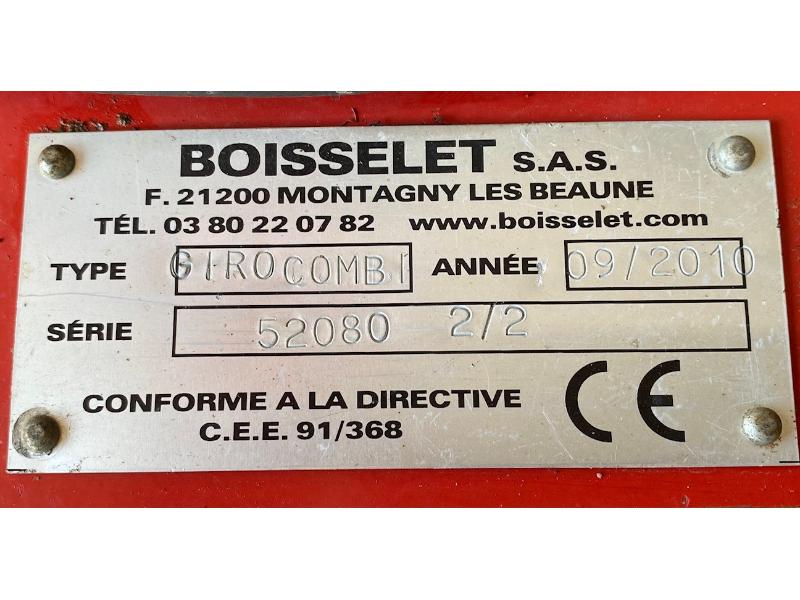 BOISSELET S.A.S.
F. 21200 MONTAGNY LES BEAUNE
TÉL. 03 80 22 07 82 www.boisselet.com
TYPE GIROCOMBI ANNÉE 09/2010
SÉRIE 52080 2/2
CONFORME A LA DIRECTIVE
C.E.E. 91/368
CE